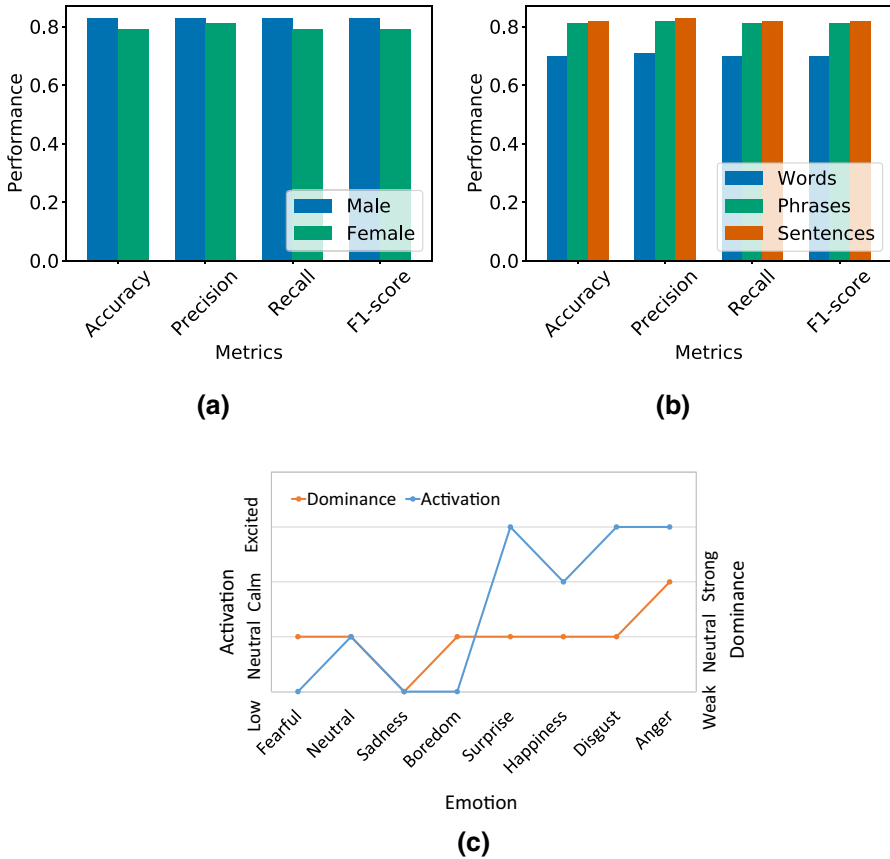 Performance
0.8
0.6
0.4
0.2
0.0
Male
Female
Accuracy
Precision
Recall
F1-score
Metrics
(a)
Performance
0.8
0.6
0.4
0.2
0.0
Words
Phrases
Sentences
Accuracy
Precision
Recall
F1-score
Metrics
(b)
Dominance
Activation
Activation
Excited
Calm
Neutral
Low
Strong
Neutral
Weak
Dominance
Fearful
Neutral
Sadness
Boredom
Surprise
Happiness
Disgust
Anger
Emotion
(c)